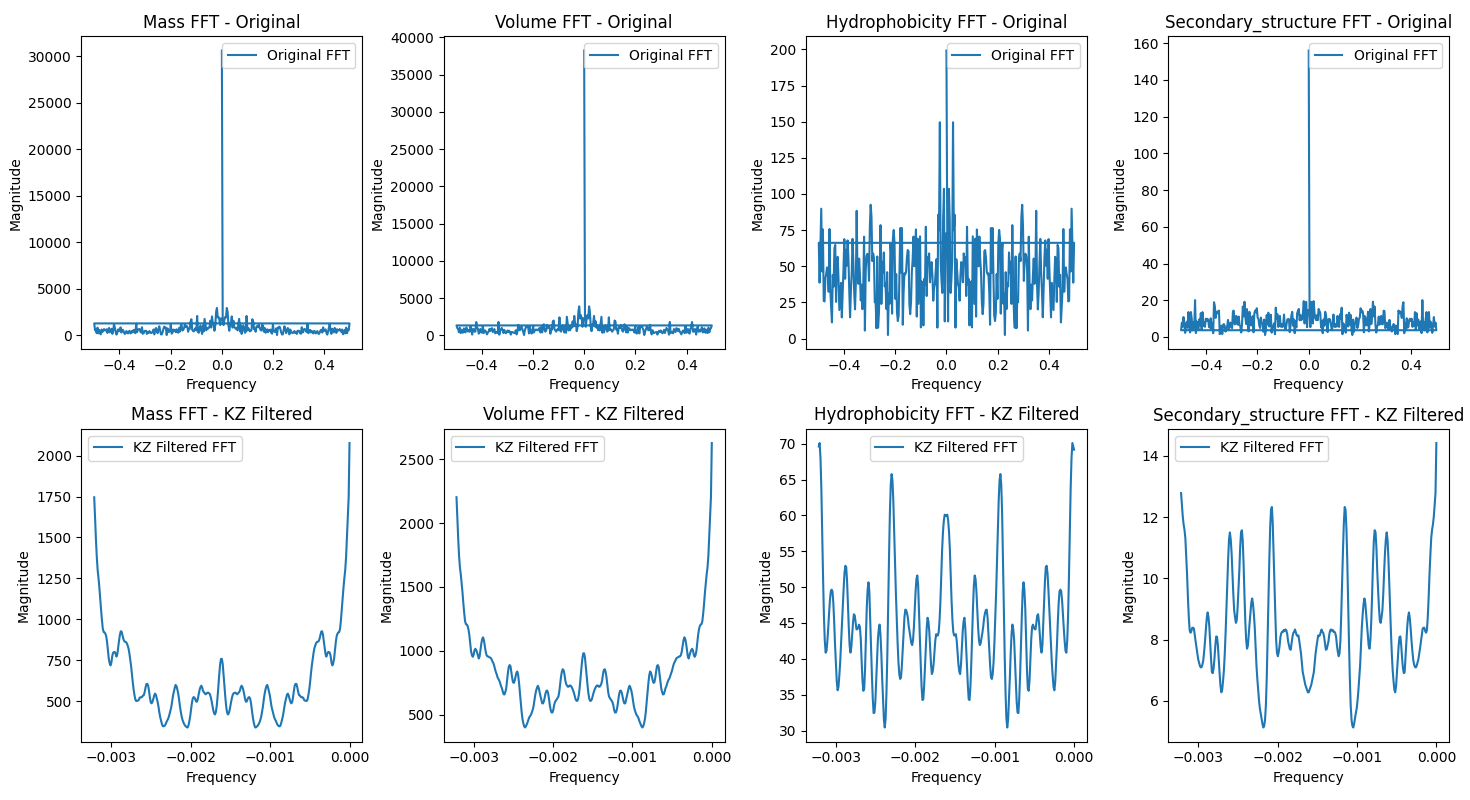 Mass FFT - Original
Volume FFT - Original
Hydrophobicity FFT - Original
Secondary_structure FFT - Original
Original FFT
Original FFT
Original FFT
Original FFT
Magnitude
30000
25000
20000
15000
10000
5000
0
−0.4 −0.2 0.0 0.2 0.4
Frequency
Magnitude
40000
35000
30000
25000
20000
15000
10000
5000
0
−0.4 −0.2 0.0 0.2 0.4
Frequency
Magnitude
200
175
150
125
100
75
50
25
0
−0.4 −0.2 0.0 0.2 0.4
Frequency
Magnitude
160
140
120
100
80
60
40
20
0
−0.4 −0.2 0.0 0.2 0.4
Frequency
Mass FFT - KZ Filtered
Volume FFT - KZ Filtered
Hydrophobicity FFT - KZ Filtered
Secondary_structure FFT - KZ Filtered
KZ Filtered FFT
KZ Filtered FFT
KZ Filtered FFT
KZ Filtered FFT
Magnitude
2000
1750
1500
1250
1000
750
500
−0.003 −0.002 −0.001 0.000
Frequency
Magnitude
2500
2000
1500
1000
500
−0.003 −0.002 −0.001 0.000
Frequency
Magnitude
70
65
60
55
50
45
40
35
30
−0.003 −0.002 −0.001 0.000
Frequency
Magnitude
14
12
10
8
6
−0.003 −0.002 −0.001 0.000
Frequency